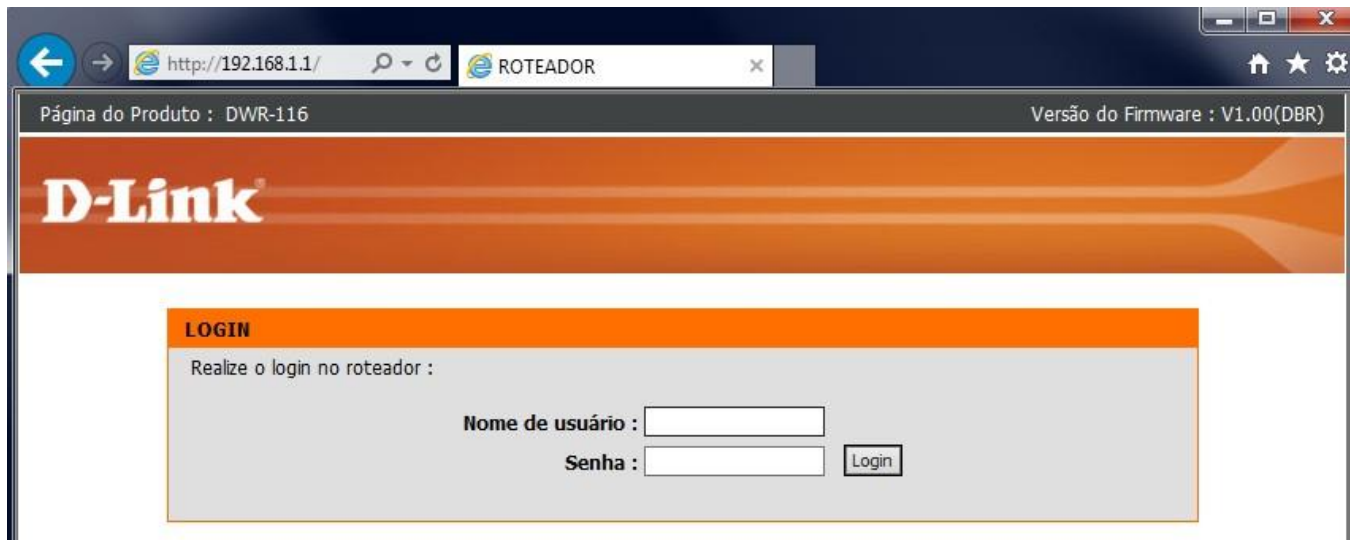 http://192.168.1.1/
ROTEADOR
Página do Produto : DWR-116
Versão do Firmware : V1.00(DBR)
D-Link
LOGIN
Realize o login no roteador :
Nome de usuário :
Senha :
Login